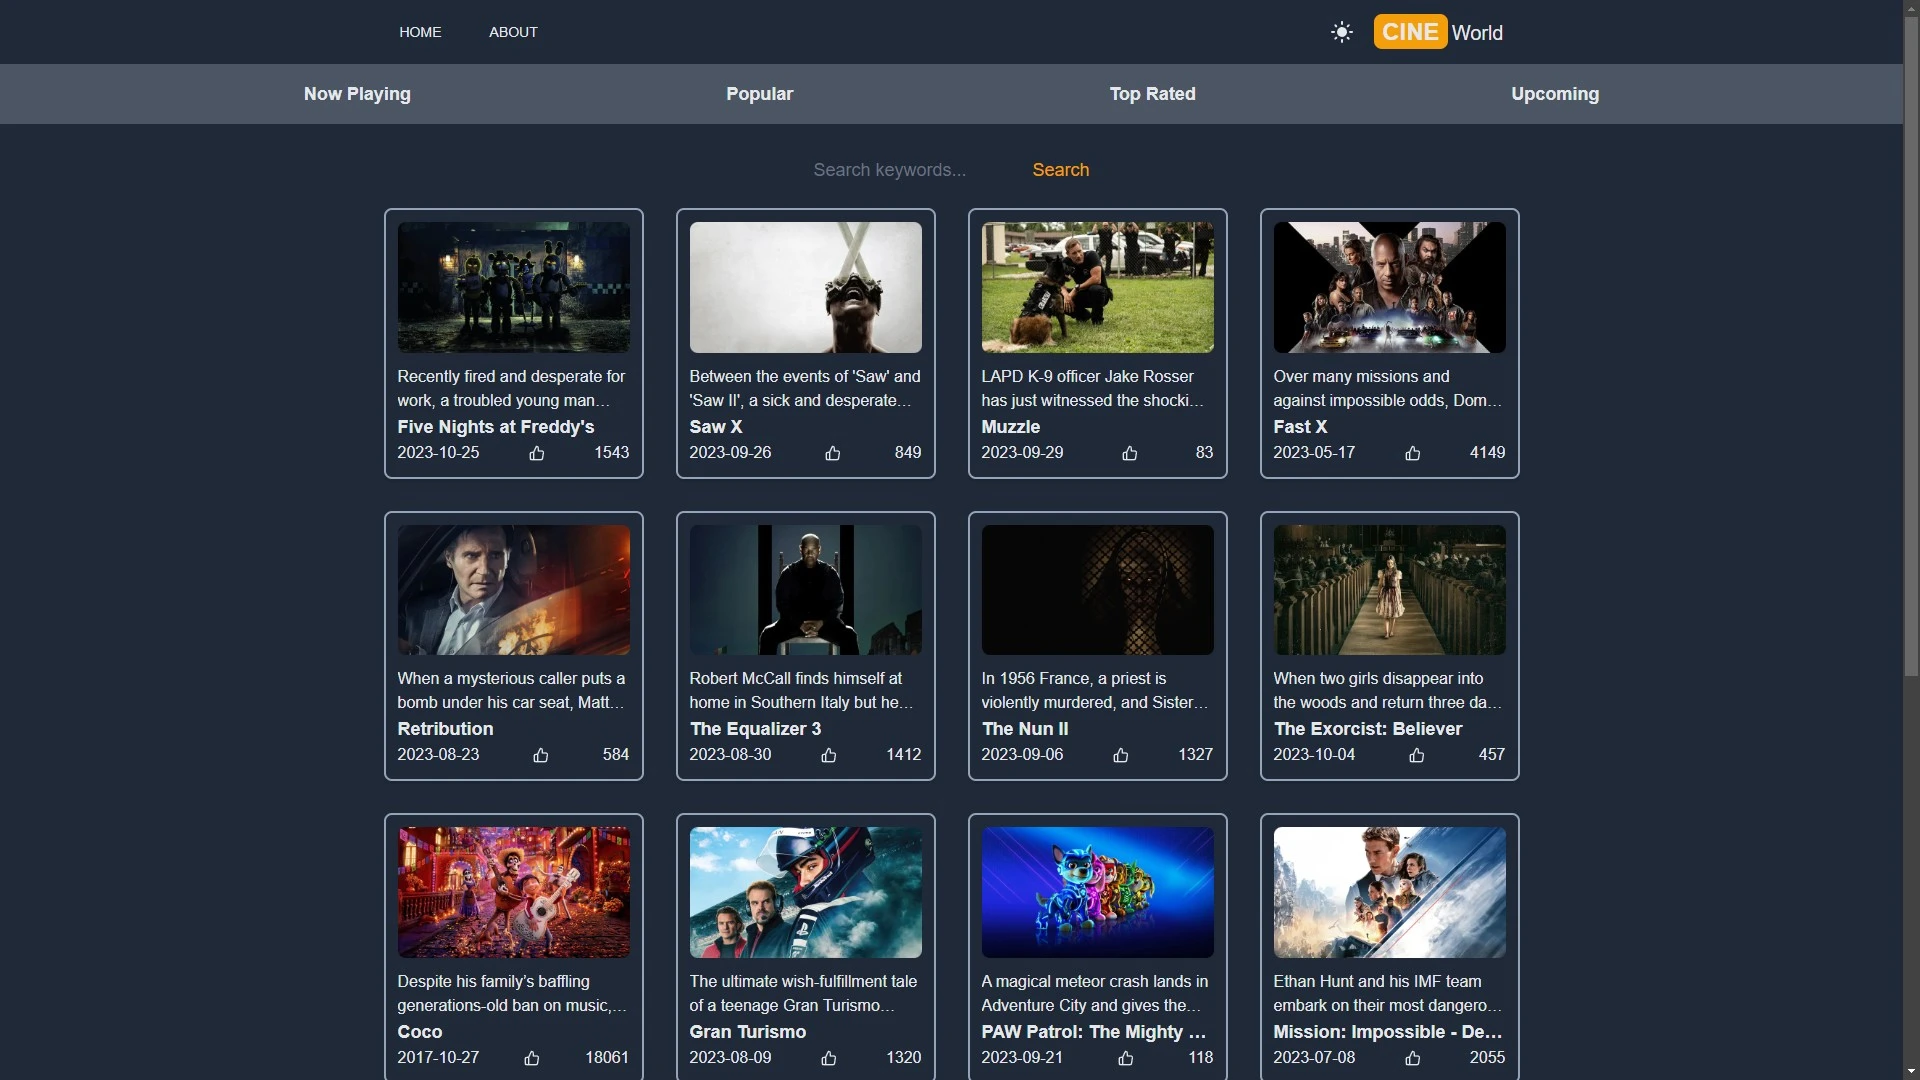 HOME
ABOUT
CINE World
Now Playing
Popular
Top Rated
Upcoming
Search keywords...
Search
Recently fired and desperate for
work, a troubled young man...
Five Nights at Freddy's
2023-10-25
1543
Between the events of 'Saw' and
'Saw II', a sick and desperate...
Saw X
2023-09-26
849
LAPD K-9 officer Jake Rosser
has just witnessed the shocki...
Muzzle
2023-09-29
83
Over many missions and
against impossible odds, Dom...
Fast X
2023-05-17
4149
When a mysterious caller puts a
bomb under his car seat, Matt...
Retribution
2023-08-23
584
Robert McCall finds himself at
home in Southern Italy but he...
The Equalizer 3
2023-08-30
1412
In 1956 France, a priest is
violently murdered, and Sister...
The Nun II
2023-09-06
1327
When two girls disappear into
the woods and return three da...
The Exorcist: Believer
2023-10-04
457
Despite his family’s baffling
generations-old ban on music,...
Coco
2017-10-27
18061
The ultimate wish-fulfillment tale
of a teenage Gran Turismo...
Gran Turismo
2023-08-09
1320
A magical meteor crash lands in
Adventure City and gives the...
PAW Patrol: The Mighty ...
2023-09-21
118
Ethan Hunt and his IMF team
embark on their most dangero...
Mission: Impossible - De...
2023-07-08
2055